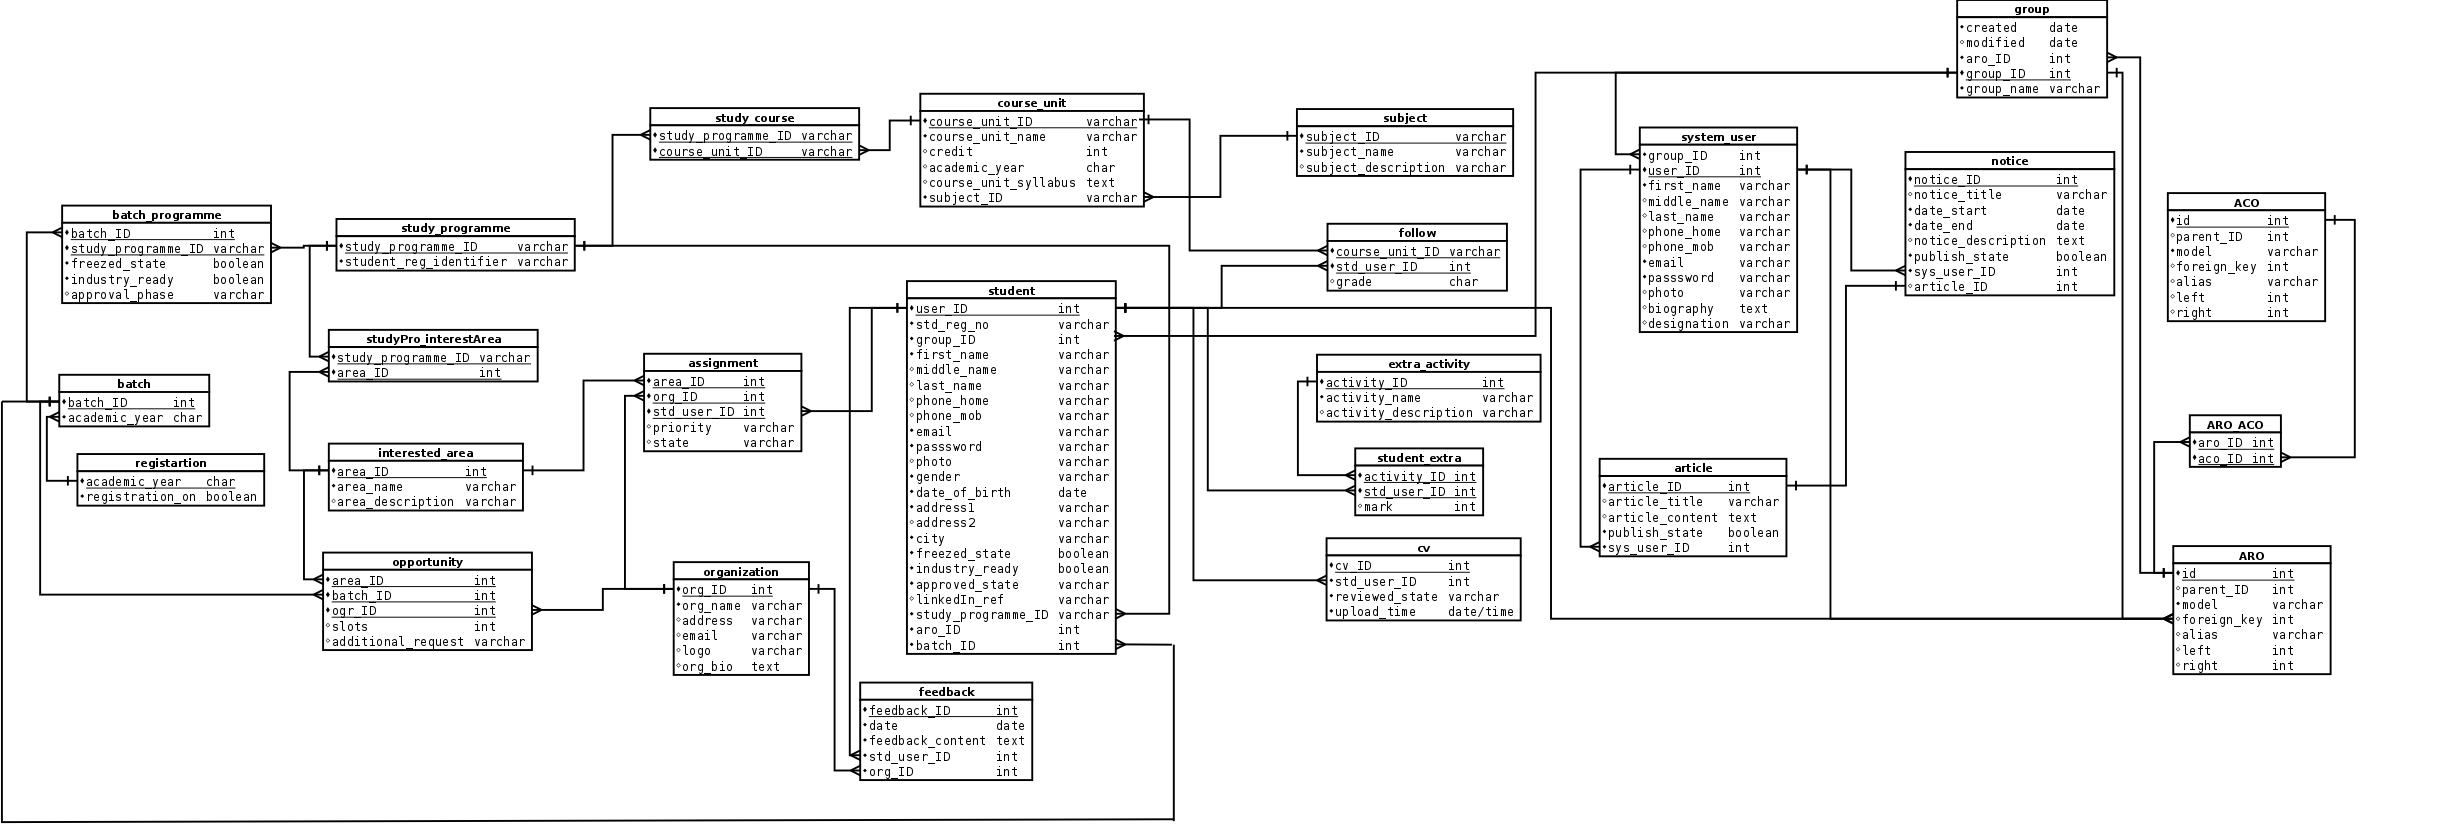 group
created date
modified date
aro_ID int
group_ID int
group_name varchar
study_course
study_programme_ID varchar
course_unit_ID varchar
course_unit
course_unit_ID varchar
course_unit_name varchar
credit int
academic_year char
course_unit_syllabus text
subject_ID varchar
subject
subject_ID varchar
subject_name varchar
subject_description varchar
system_user
group_ID int
user_ID int
first_name varchar
middle_name varchar
last_name varchar
phone_home varchar
phone_mob varchar
email varchar
passsword varchar
photo varchar
biography text
designation varchar
notice
notice_ID int
notice_title varchar
date_start date
date_end date
notice_description text
publish_state boolean
sys_user_ID int
article_ID int
ACO
id int
parent_ID int
model varchar
foreign_key int
alias varchar
left int
right int
batch_programme
batch_ID int
study_programme_ID varchar
freezed_state boolean
industry_ready boolean
approval_phase varchar
study_programme
study_programme_ID varchar
student_reg_identifier varchar
follow
course_unit_ID varchar
std_user_ID int
grade char
student
user_ID int
std_reg_no varchar
group_ID int
first_name varchar
middle_name varchar
last_name varchar
phone_home varchar
phone_mob varchar
email varchar
passsword varchar
photo varchar
gender varchar
date_of_birth date
address1 varchar
address2 varchar
city varchar
freezed_state boolean
industry_ready boolean
approved_state varchar
linkedIn_ref varchar
study_programme_ID varchar
aro_ID int
batch_ID int
studyPro_interestArea
study_programme_ID varchar
area_ID int
assignment
area_ID int
org_ID int
std_user_ID int
priority varchar
state varchar
extra_activity
activity_ID int
activity_name varchar
activity_description varchar
batch
batch_ID int
academic_year char
ARO_ACO
aro_ID int
aco_ID int
registartion
academic_year char
registration_on boolean
interested_area
area_ID int
area_name varchar
area_description varchar
student_extra
activity_ID int
std_user_ID int
mark int
article
article_ID int
article_title varchar
article_content text
publish_state boolean
sys_user_ID int
opportunity
area_ID int
batch_ID int
ogr_ID int
slots int
additional_request varchar
organization
org_ID int
org_name varchar
address varchar
email varchar
logo varchar
org_bio text
cv
cv_ID int
std_user_ID int
reviewed_state varchar
upload_time date/time
ARO
id int
parent_ID int
model varchar
foreign_key int
alias varchar
left int
right int
feedback
feedback_ID int
date date
feedback_content text
std_user_ID int
org_ID int